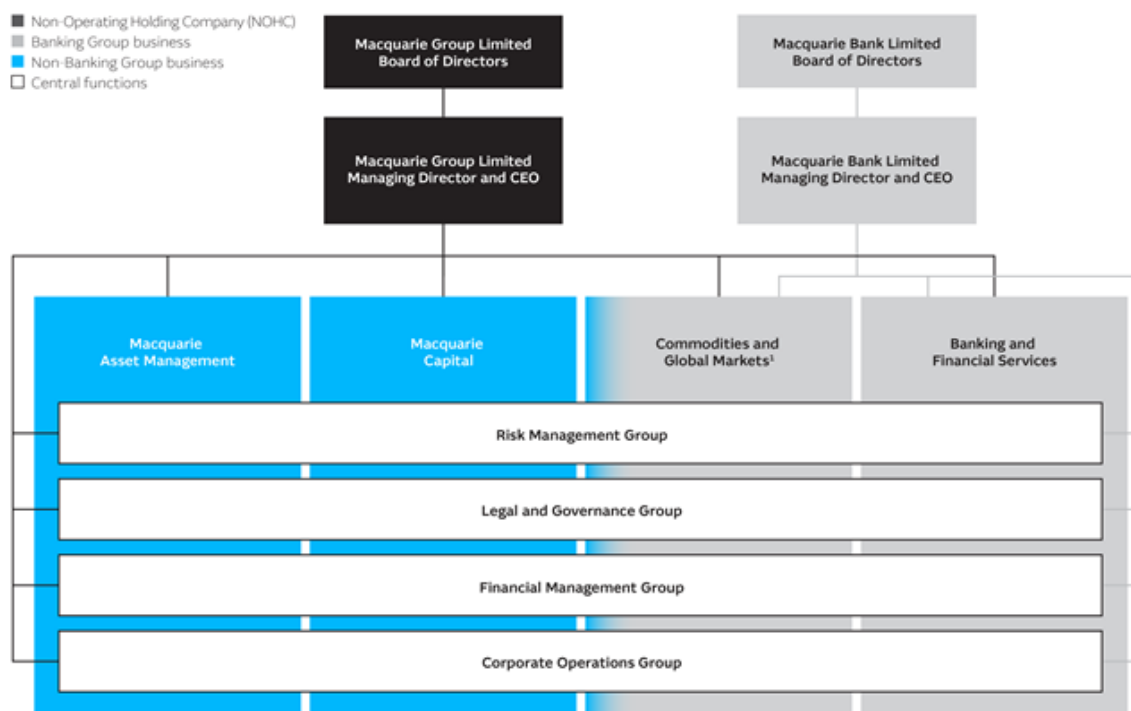 Non-Operating Holding Company (NOHC)
Banking Group business
Non-Banking Group business
Central functions
Macquarie Group Limited
Board of Directors
Macquarie Bank Limited
Board of Directors
Macquarie Group Limited
Managing Director and CEO
Macquarie Bank Limited
Managing Director and CEO
Macquarie
Asset Management
Macquarie
Capital
Commodities and
Global Markets¹
Banking and
Financial Services
Risk Management Group
Legal and Governance Group
Financial Management Group
Corporate Operations Group